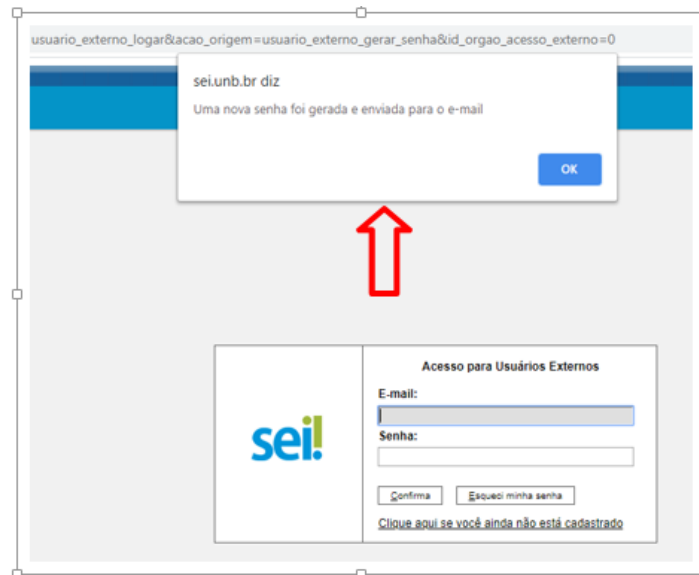 usuario_externo_logar&acao_origem=usuario_externo_gerar_senha&id_orgao_acesso_externo=0
sei.unb.br diz
Uma nova senha foi gerada e enviada para o e-mail
OK
Acesso para Usuários Externos
E-mail:
sei!
Senha:
Confirma Esqueci minha senha
Clique aqui se você ainda não está cadastrado